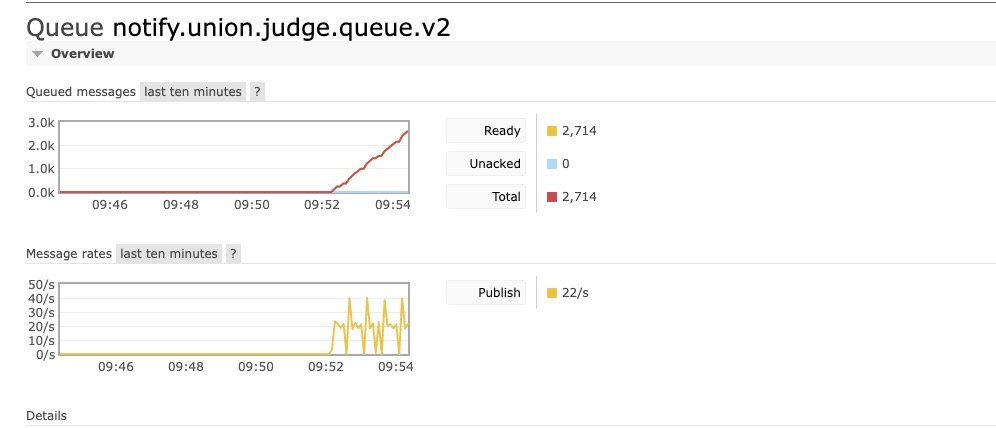 Queue notify.union.judge.queue.v2
Overview
Queued messages last ten minutes ?
3.0k
2.0k
1.0k
0.0k
09:46 09:48 09:50 09:52 09:54
Ready 2,714
Unacked 0
Total 2,714
Message rates last ten minutes ?
50/s
40/s
30/s
20/s
10/s
0/s
09:46 09:48 09:50 09:52 09:54
Publish 22/s
Details